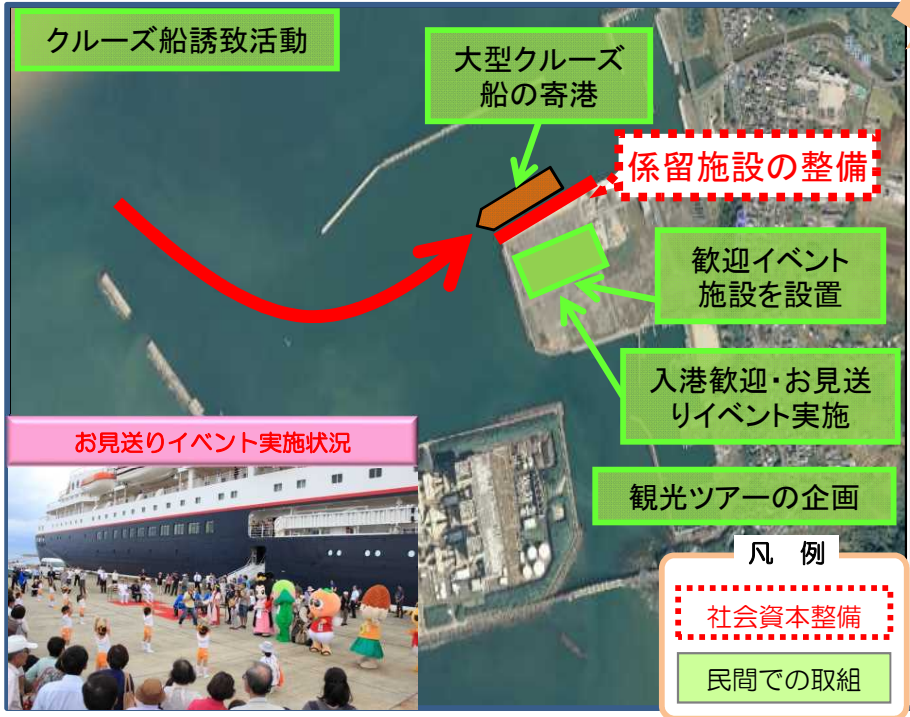 クルーズ船誘致活動
大型クルーズ
船の寄港
係留施設の整備
歓迎イベント
施設を設置
入港歓迎・お見送
りイベント実施
お見送りイベント実施状況
観光ツアーの企画
凡 例
社会資本整備
民間での取組